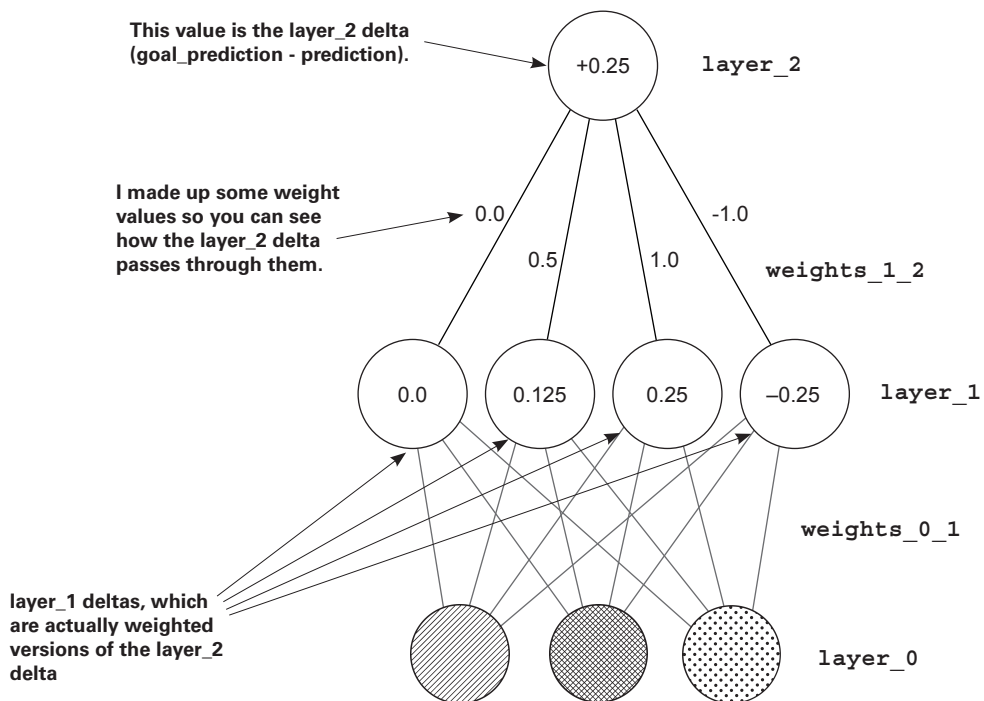 This value is the layer_2 delta
(goal_prediction - prediction).
+0.25
layer_2
I made up some weight
values so you can see
how the layer_2 delta
passes through them.
0.0
-1.0
0.5
1.0
weights_1_2
0.0
0.125
0.25
–0.25
layer_1
weights_0_1
layer_1 deltas, which
are actually weighted
versions of the layer_2
delta
layer_0